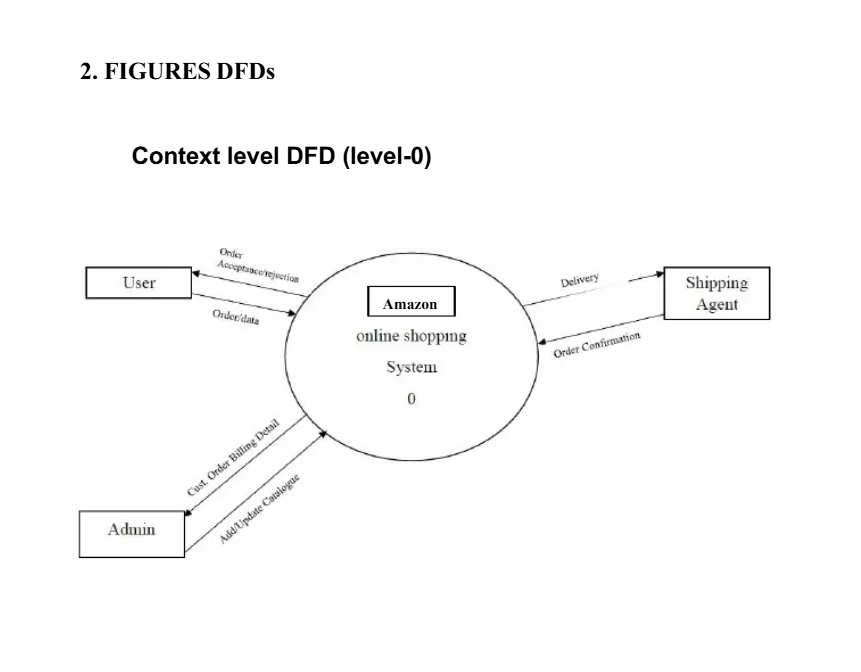 2. FIGURES DFDs
Context level DFD (level-0)
Order
Acceptance/rejection
User
Order/data
Amazon
online shopping
System
0
Delivery
Shipping
Agent
Order Confirmation
Cust. Order Billing Detail
Add/Update Catalogue
Admin